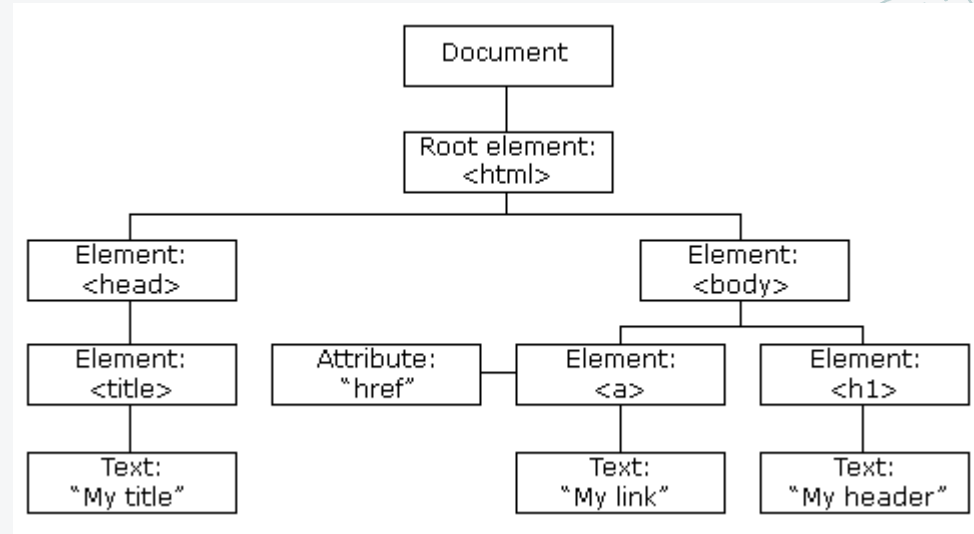 Document
Root element:
<html>
Element:
<head>
Element:
<body>
Element:
<title>
Attribute:
“href”
Element:
<a>
Element:
<h1>
Text:
“My title”
Text:
“My link”
Text:
“My header”